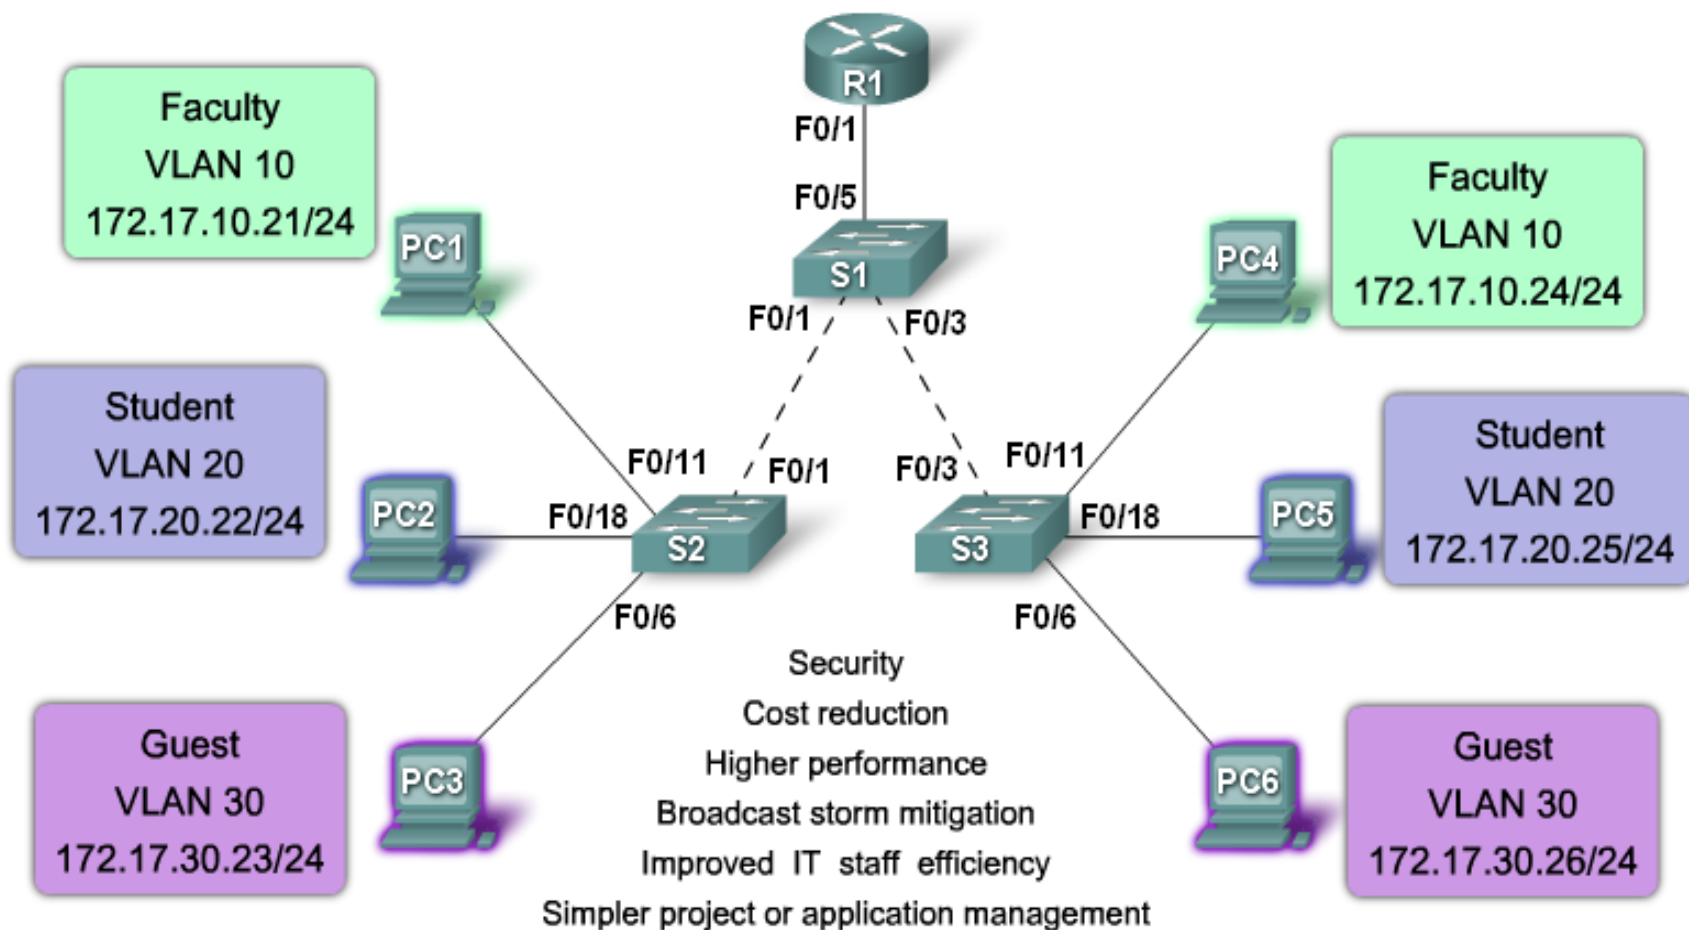 R1
F0/1
F0/5
S1
F0/1
F0/3
Faculty
VLAN 10
172.17.10.21/24
PC1
Student
VLAN 20
172.17.20.22/24
PC2
Guest
VLAN 30
172.17.30.23/24
PC3
F0/11
F0/1
F0/18
S2
F0/6
F0/3
F0/11
F0/18
S3
F0/6
PC4
Faculty
VLAN 10
172.17.10.24/24
PC5
Student
VLAN 20
172.17.20.25/24
PC6
Guest
VLAN 30
172.17.30.26/24
Security
Cost reduction
Higher performance
Broadcast storm mitigation
Improved IT staff efficiency
Simpler project or application management